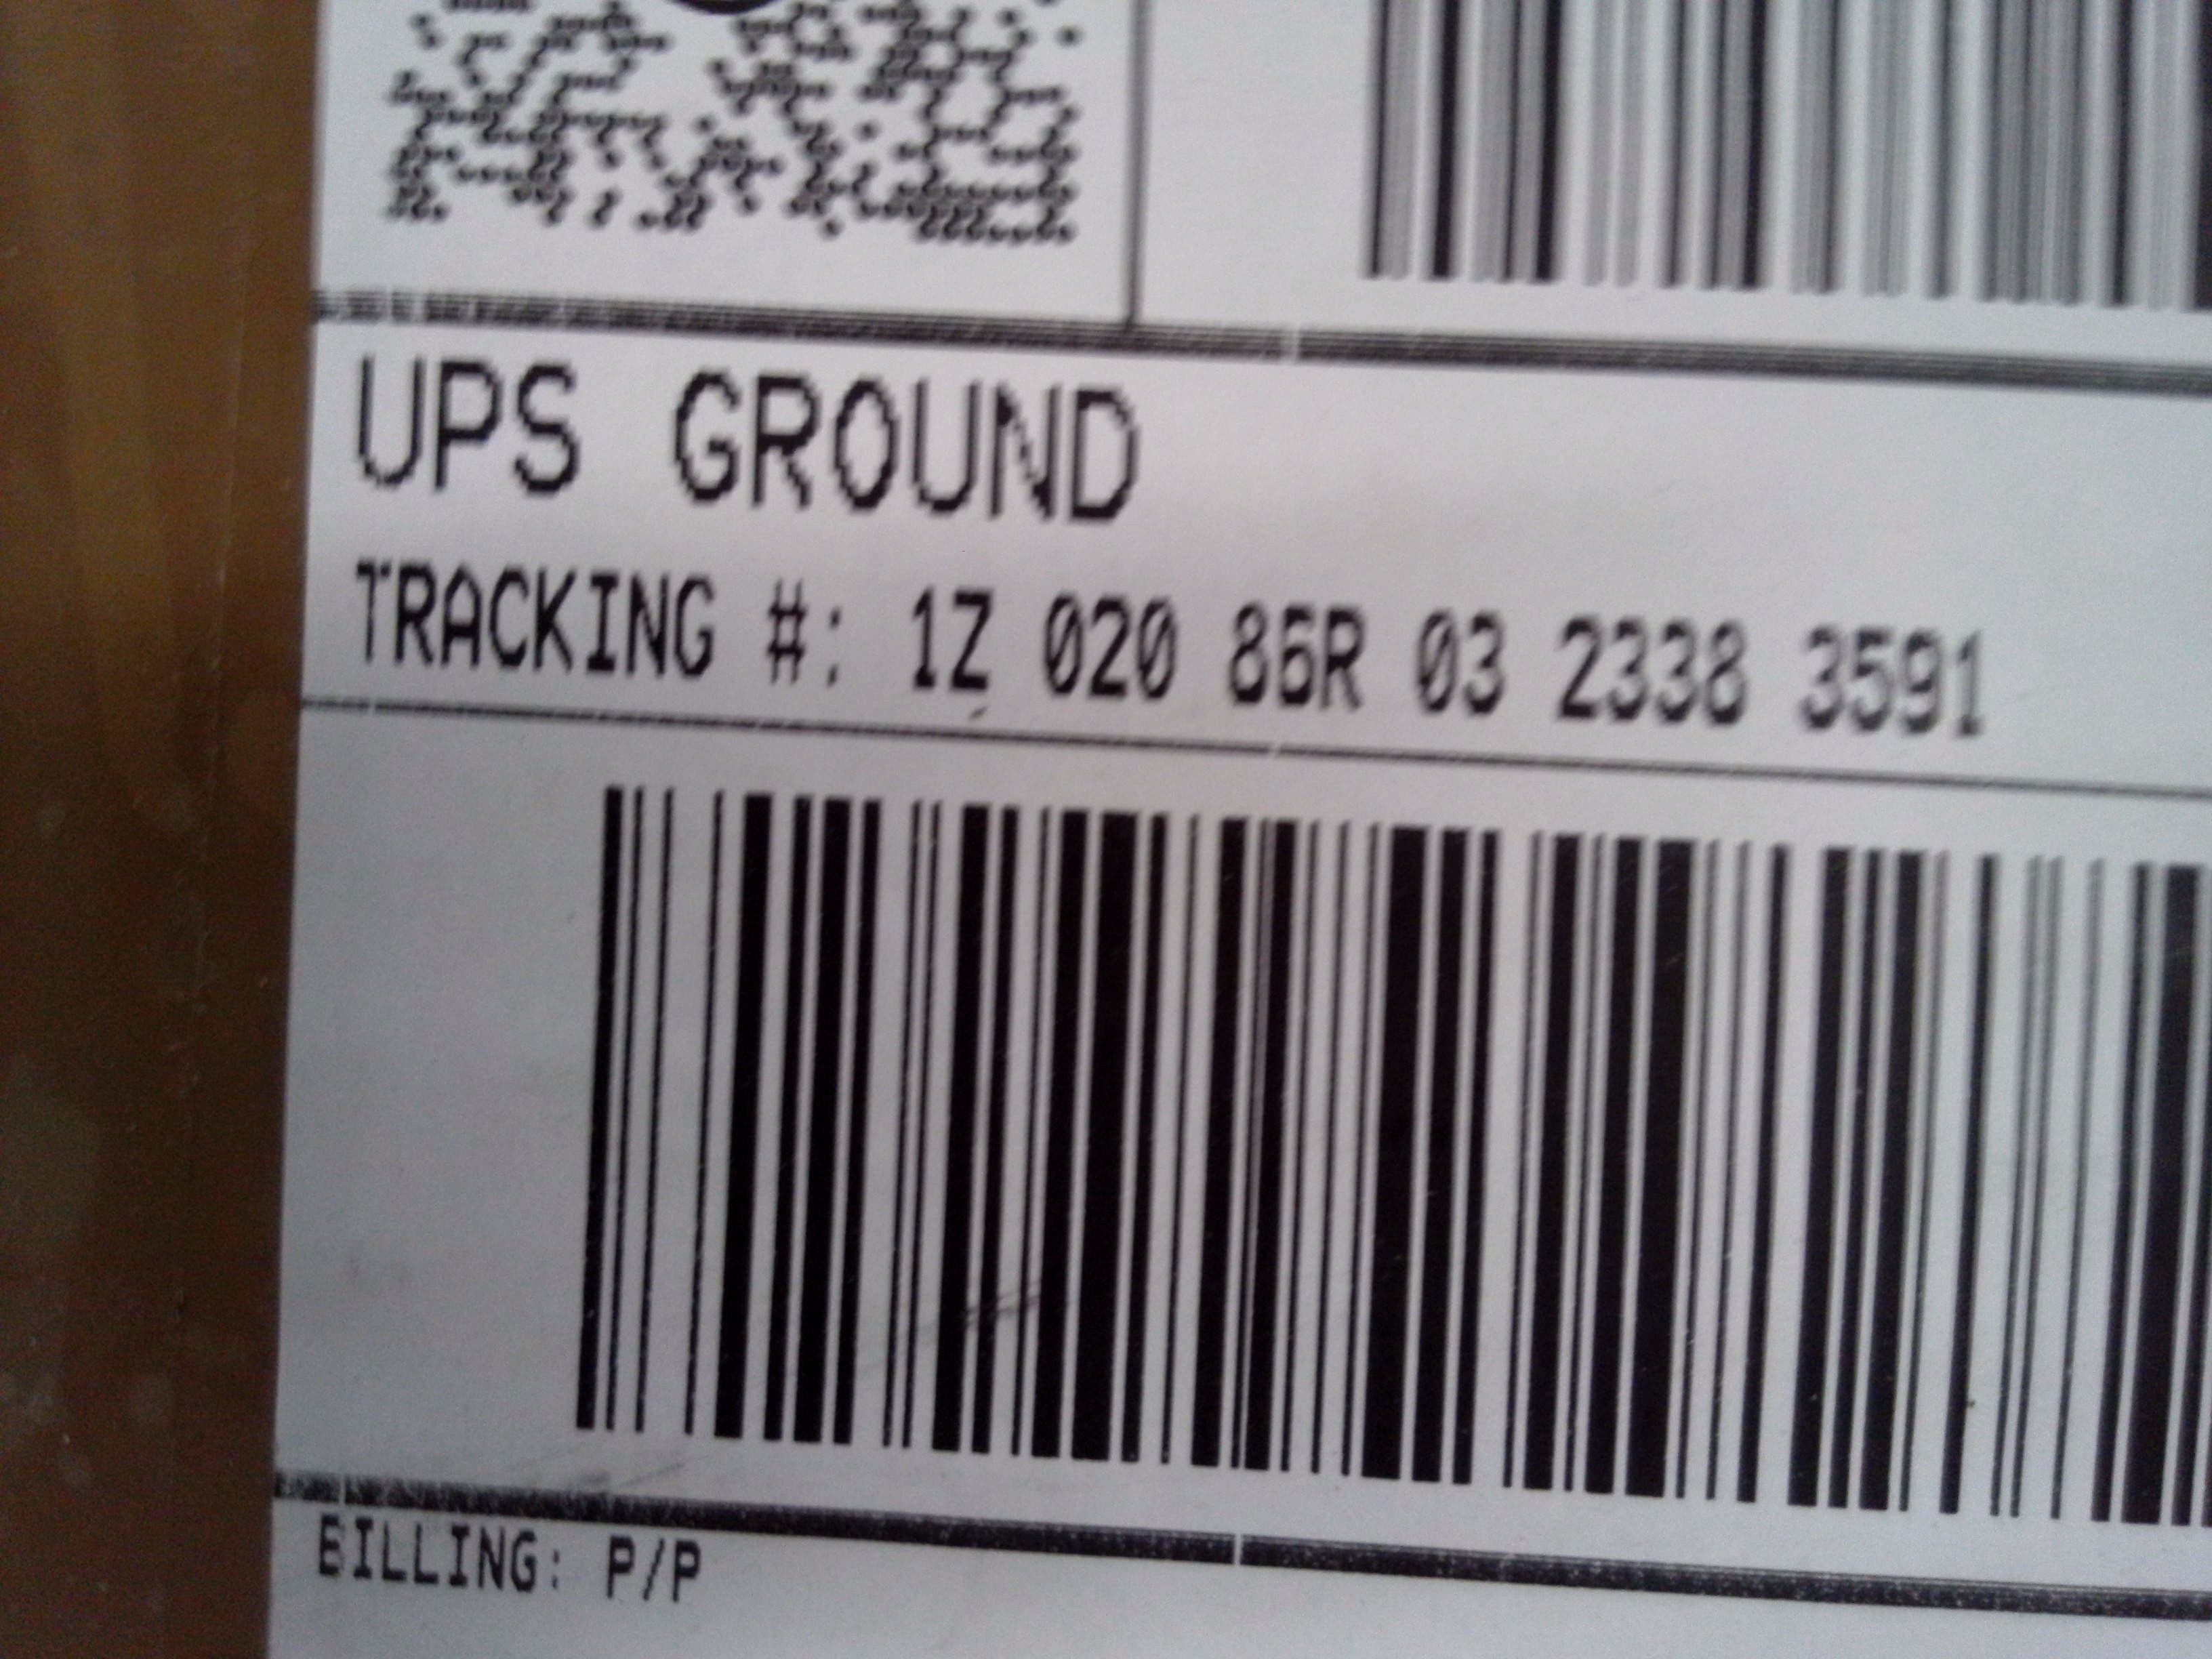 UPS GROUND
TRACKING #: 1Z 020 86R 03 2338 3591
BILLING: P/P